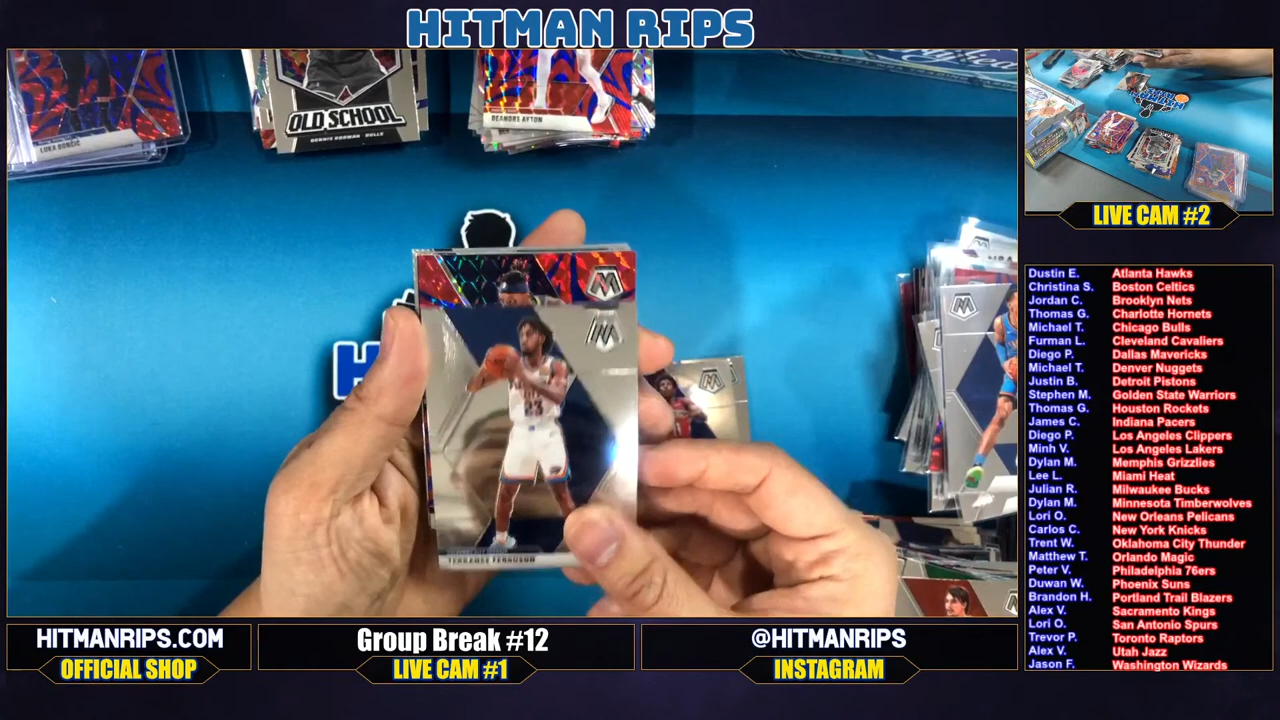 HITMAN RIPS
LUKA DONČIĆ
OLD SCHOOL
DENNIS RODMAN - BULLS
DEANDRE AYTON
TERRANCE FERGUSON
H
LIVE CAM #2
Dustin E. Atlanta Hawks
Christina S. Boston Celtics
Jordan C. Brooklyn Nets
Thomas G. Charlotte Hornets
Michael T. Chicago Bulls
Furman L. Cleveland Cavaliers
Diego P. Dallas Mavericks
Michael T. Denver Nuggets
Justin B. Detroit Pistons
Stephen M. Golden State Warriors
Thomas G. Houston Rockets
James C. Indiana Pacers
Diego P. Los Angeles Clippers
Minh V. Los Angeles Lakers
Dylan M. Memphis Grizzlies
Lee L. Miami Heat
Julian R. Milwaukee Bucks
Dylan M. Minnesota Timberwolves
Lori O. New Orleans Pelicans
Carlos C. New York Knicks
Trent W. Oklahoma City Thunder
Matthew T. Orlando Magic
Peter V. Philadelphia 76ers
Duwan W. Phoenix Suns
Brandon H. Portland Trail Blazers
Alex V. Sacramento Kings
Lori O. San Antonio Spurs
Trevor P. Toronto Raptors
Alex V. Utah Jazz
Jason F. Washington Wizards
HITMANRIPS.COM
OFFICIAL SHOP
Group Break #12
LIVE CAM #1
@HITMANRIPS
INSTAGRAM